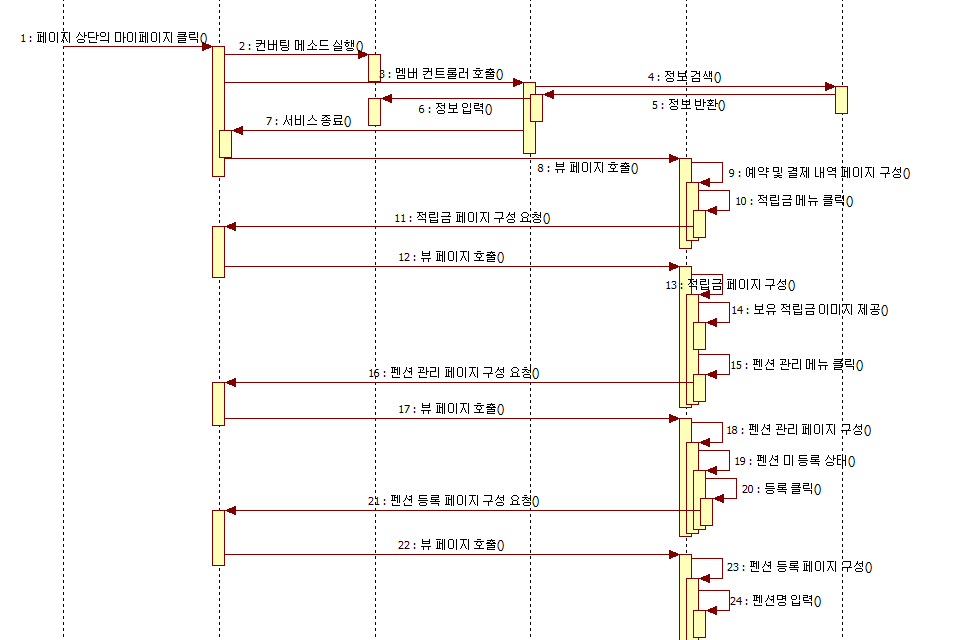 1 : 페이지 상단의 마이페이지 클릭()
2 : 컨버팅 메소드 실행()
3 : 멤버 컨트롤러 호출()
4 : 정보 검색()
5 : 정보 반환()
6 : 정보 입력()
7 : 서비스 종료()
8 : 뷰 페이지 호출()
9 : 예약 및 결제 내역 페이지 구성()
10 : 적립금 메뉴 클릭()
11 : 적립금 페이지 구성 요청()
12 : 뷰 페이지 호출()
13 : 적립금 페이지 구성()
14 : 보유 적립금 이미지 제공()
15 : 펜션 관리 메뉴 클릭()
16 : 펜션 관리 페이지 구성 요청()
17 : 뷰 페이지 호출()
18 : 펜션 관리 페이지 구성()
19 : 펜션 미 등록 상태()
20 : 등록 클릭()
21 : 펜션 등록 페이지 구성 요청()
22 : 뷰 페이지 호출()
23 : 펜션 등록 페이지 구성()
24 : 펜션명 입력()